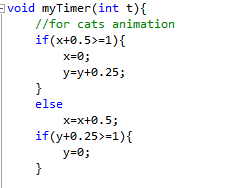 void myTimer(int t){
    //for cats animation
    if(x+0.5>=1){
        x=0;
        y=y+0.25;
    }
    else
        x=x+0.5;
    if(y+0.25>=1){
        y=0;
    }